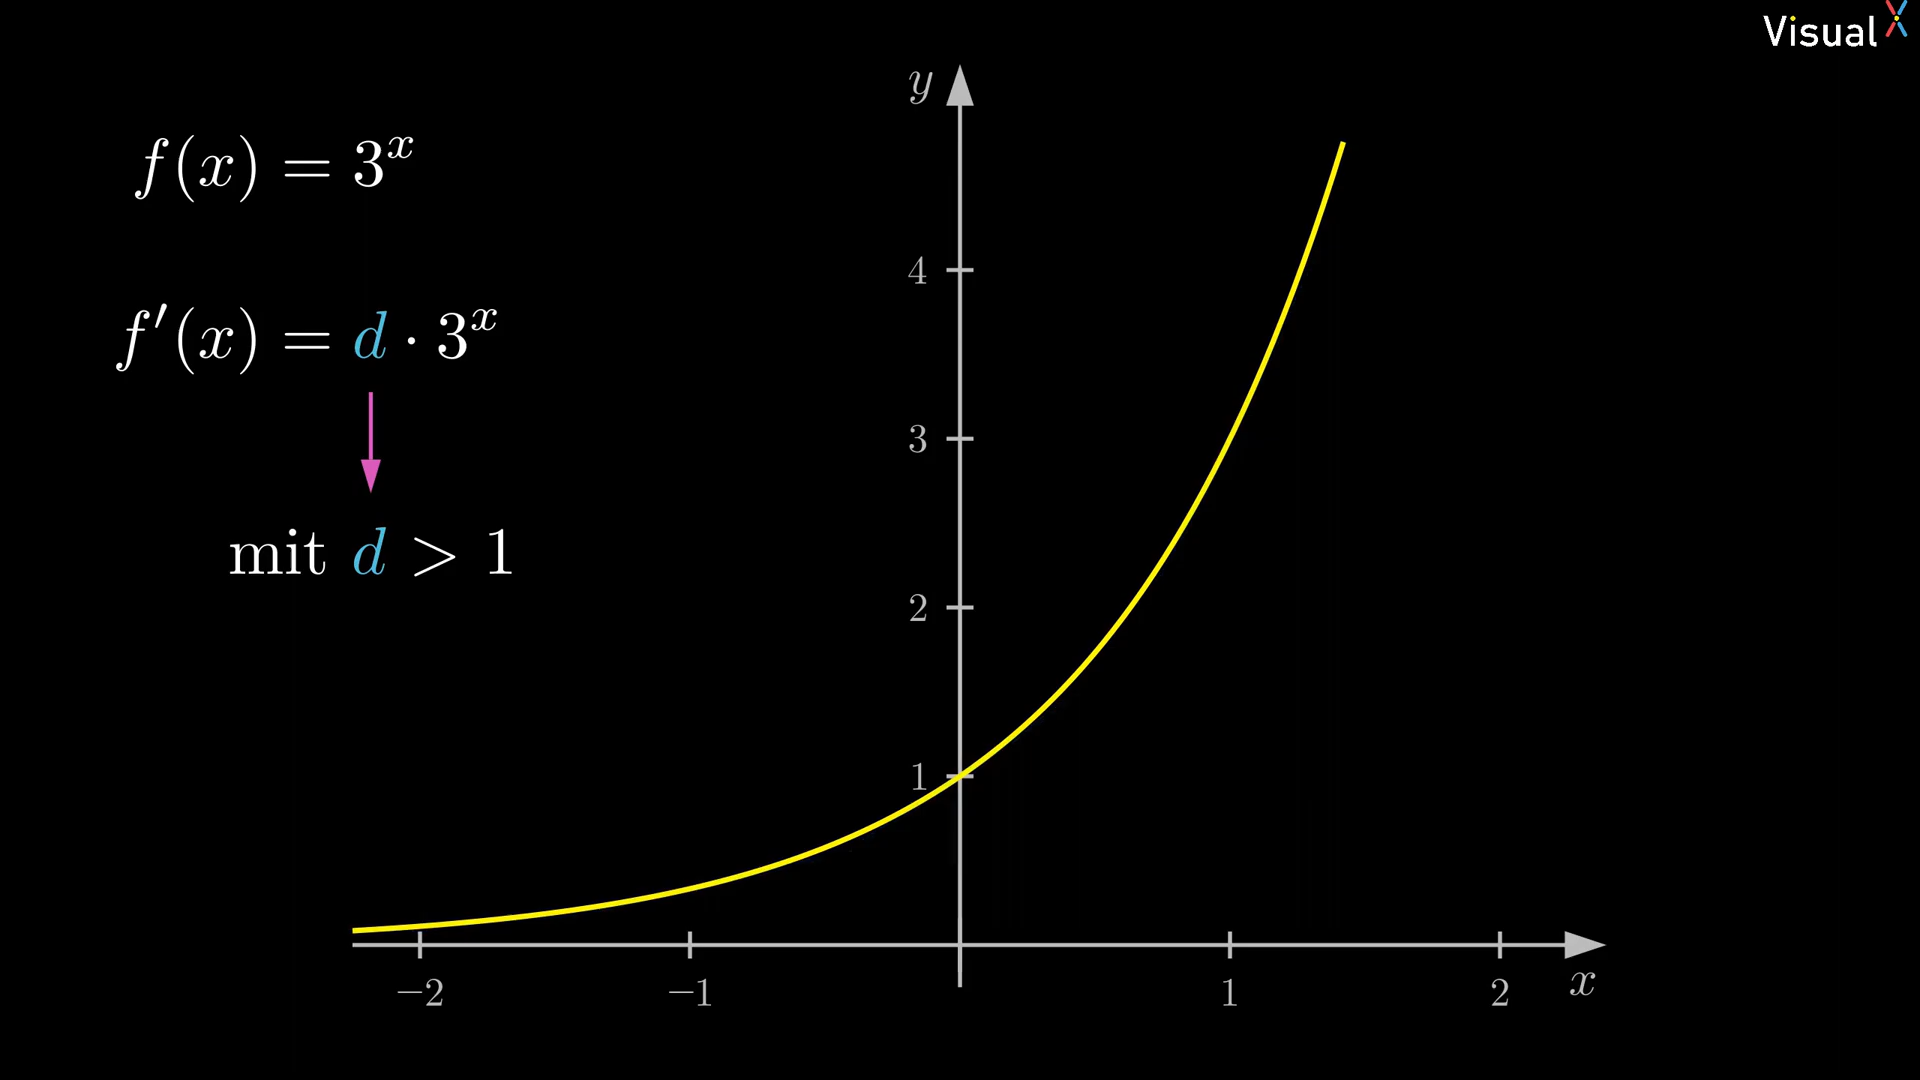 Visual X
y
f(x) = 3^x
4
f'(x) = d · 3^x
3
mit d > 1
2
1
−2 −1 1 2 x